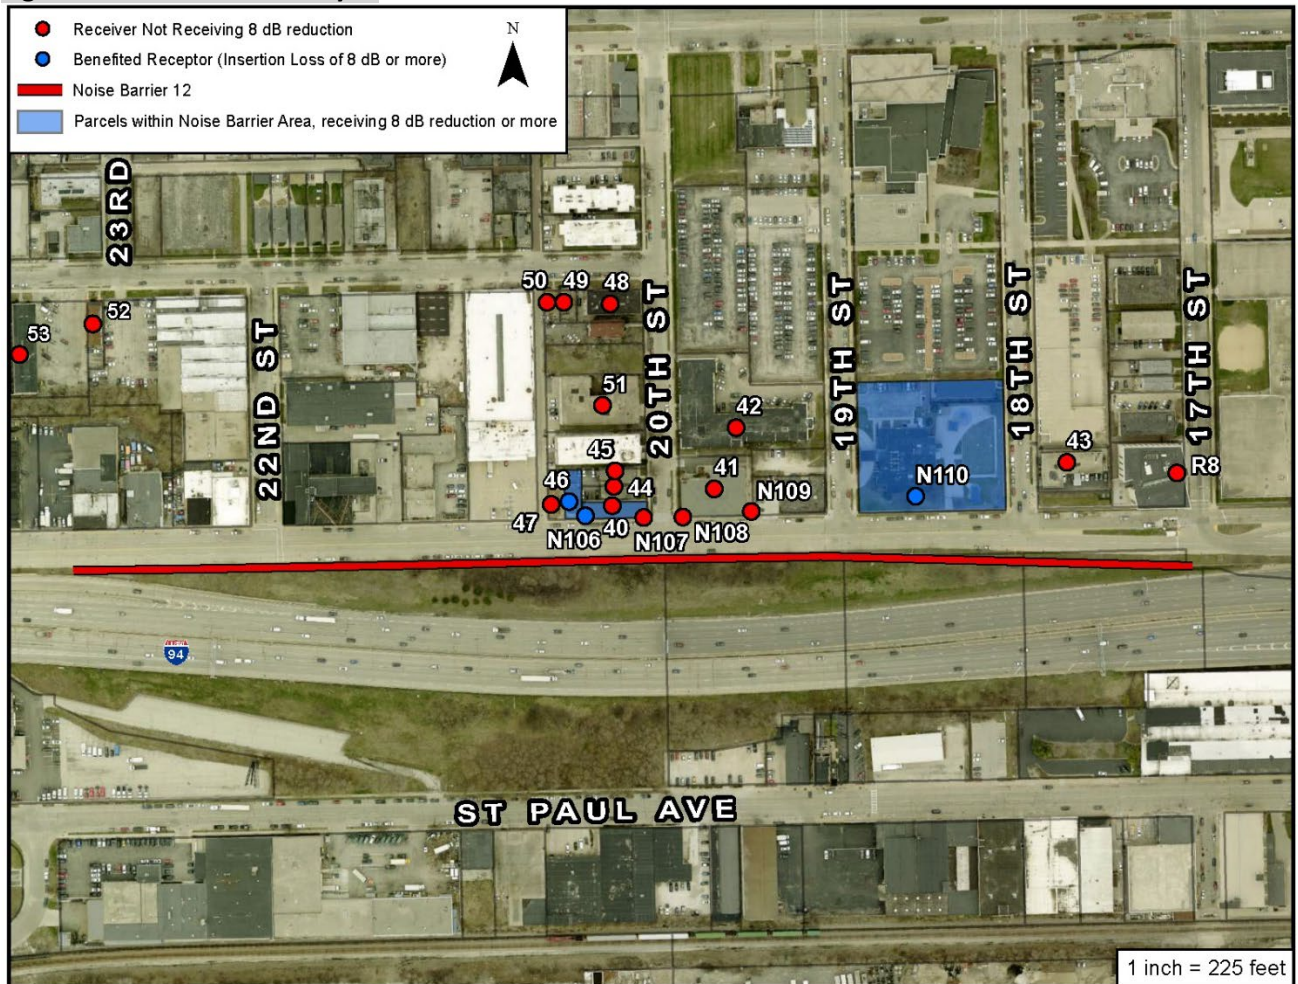 N
Receiver Not Receiving 8 dB reduction
Benefited Receptor (Insertion Loss of 8 dB or more)
Noise Barrier 12
Parcels within Noise Barrier Area, receiving 8 dB reduction or more
23RD
22ND ST
20TH ST
19TH ST
18TH ST
17TH ST
50 49 48
52
53
51
42
45
43
R8
46
44
41
N110
N109
47
40
N106
N107
N108
94
ST PAUL AVE
1 inch = 225 feet